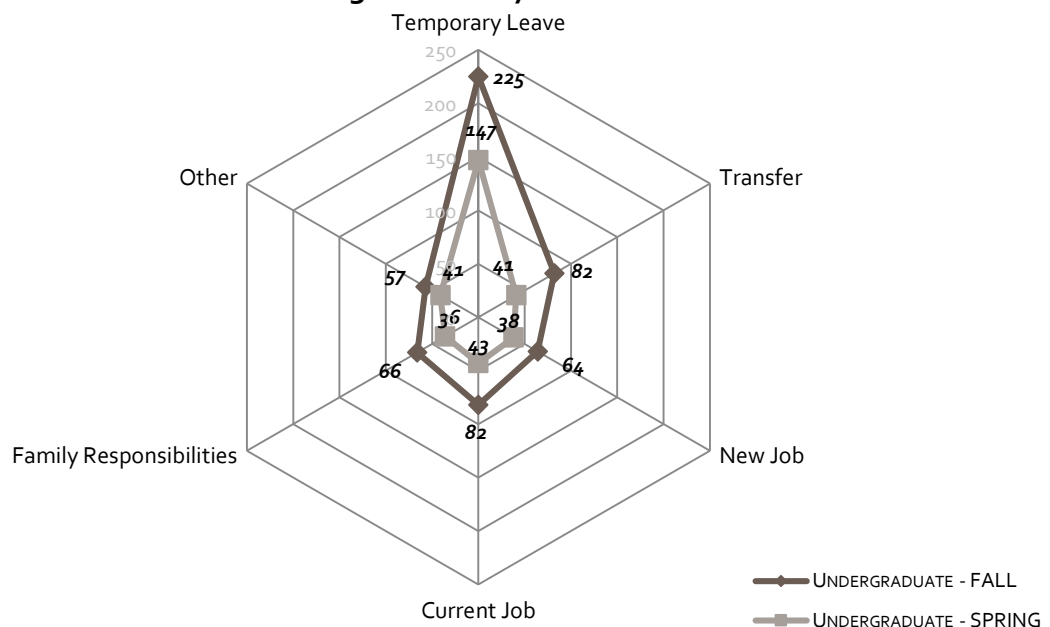 Temporary Leave
250
225
200
147
150
Other
Transfer
100
50
41
41
57
82
36
38
43
66
64
82
Family Responsibilities
New Job
Current Job
UNDERGRADUATE - FALL
UNDERGRADUATE - SPRING